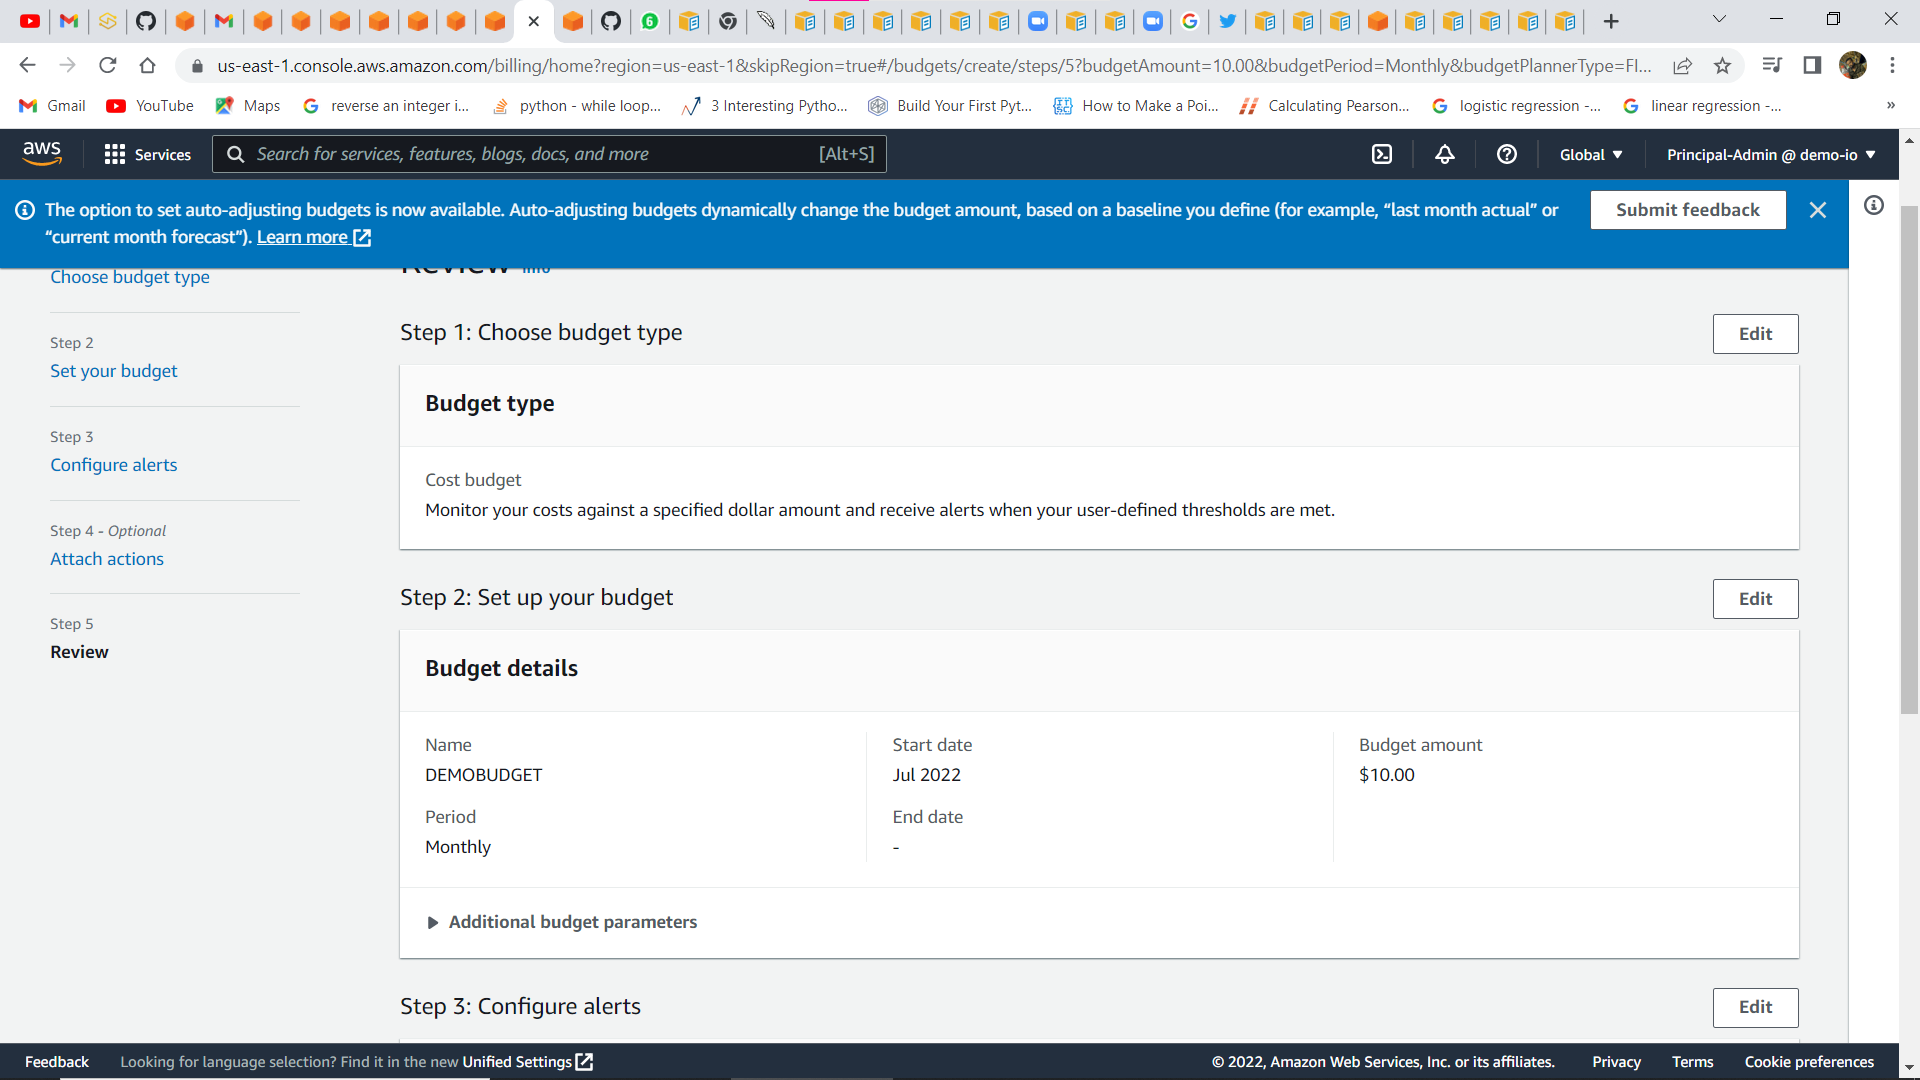 6
us-east-1.console.aws.amazon.com/billing/home?region=us-east-1&skipRegion=true#/budgets/create/steps/5?budgetAmount=10.00&budgetPeriod=Monthly&budgetPlannerType=FI...
Gmail YouTube Maps reverse an integer i... python - while loop... 3 Interesting Pytho... Build Your First Pyt... How to Make a Poi... Calculating Pearson... logistic regression -... linear regression -... »
aws Services Search for services, features, blogs, docs, and more [Alt+S] Global Principal-Admin @ demo-io
The option to set auto-adjusting budgets is now available. Auto-adjusting budgets dynamically change the budget amount, based on a baseline you define (for example, “last month actual” or Submit feedback
“current month forecast”). Learn more
Review Info
Choose budget type
Step 1: Choose budget type Edit
Step 2
Set your budget
Budget type
Step 3
Configure alerts
Cost budget
Monitor your costs against a specified dollar amount and receive alerts when your user-defined thresholds are met.
Step 4 - Optional
Attach actions
Step 2: Set up your budget Edit
Step 5
Review
Budget details
Name Start date Budget amount
DEMOBUDGET Jul 2022 $10.00
Period End date
Monthly -
Additional budget parameters
Step 3: Configure alerts Edit
Feedback Looking for language selection? Find it in the new Unified Settings © 2022, Amazon Web Services, Inc. or its affiliates. Privacy Terms Cookie preferences